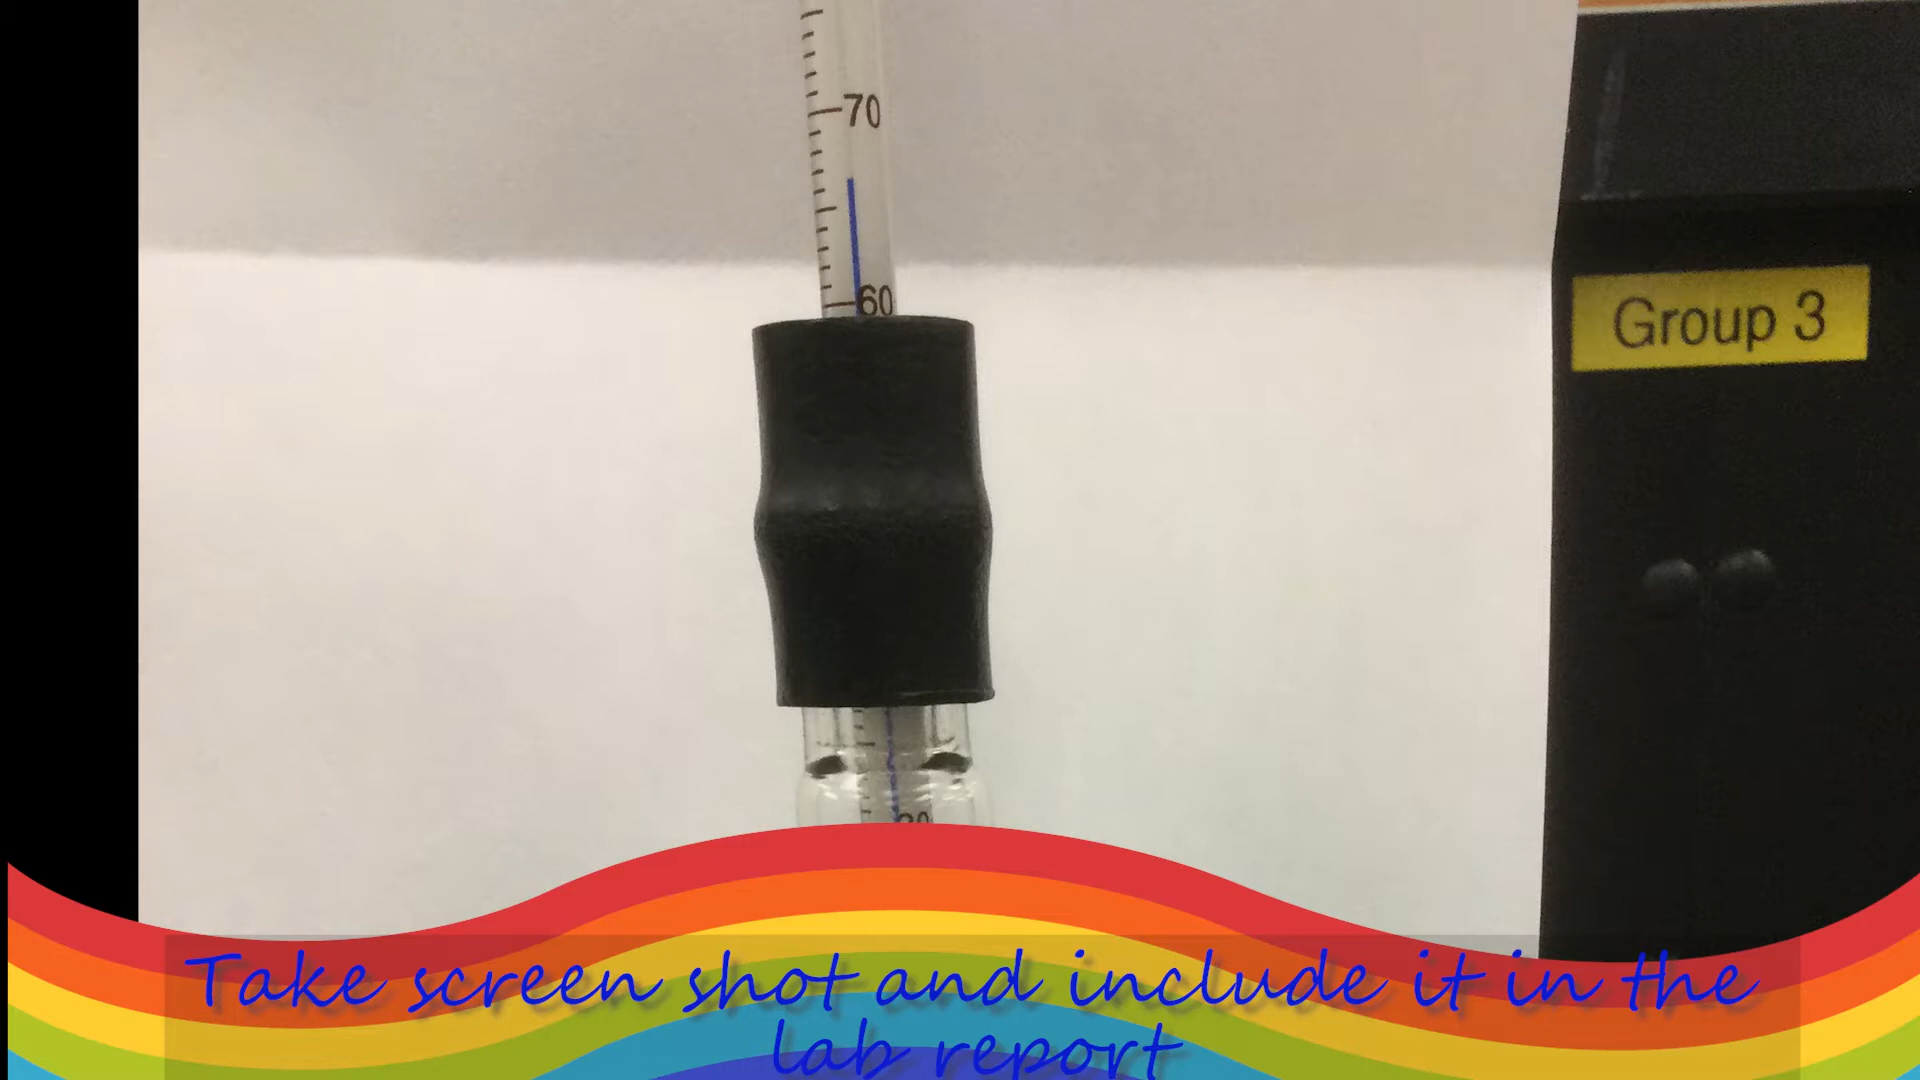 70
60
Group 3
Take screen shot and include it in the
lab report